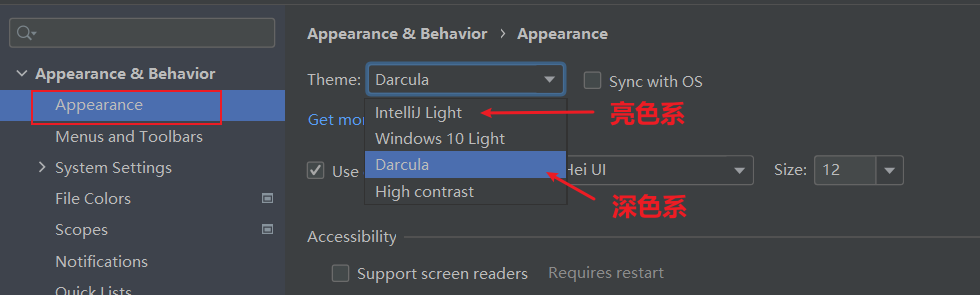 Appearance & Behavior
Appearance
Menus and Toolbars
System Settings
File Colors
Scopes
Notifications
Quick Lists
Appearance & Behavior › Appearance
Theme: Darcula Sync with OS
IntelliJ Light 亮色系
Get
Windows 10 Light
Darcula
Use Hei UI Size: 12
High contrast
深色系
Accessibility
Support screen readers Requires restart